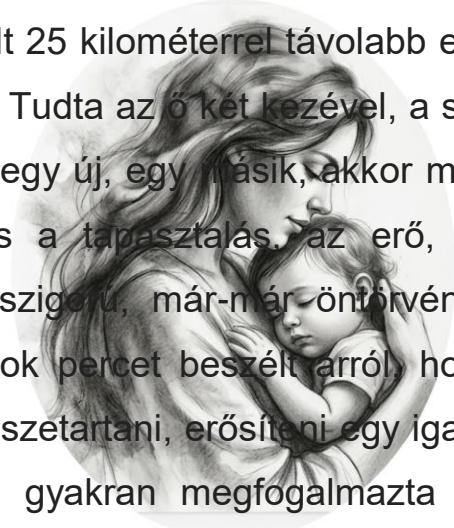 lt 25 kilométerrel távolabb e
Tudta az ő két kezével, a s
egy új, egy másik, akkor m
s a tapasztalás, az erő,
szigorú, már-már öntörvén
ok percet beszélt arról, ho
szetartani, erősíteni egy iga
gyakran megfogalmazta